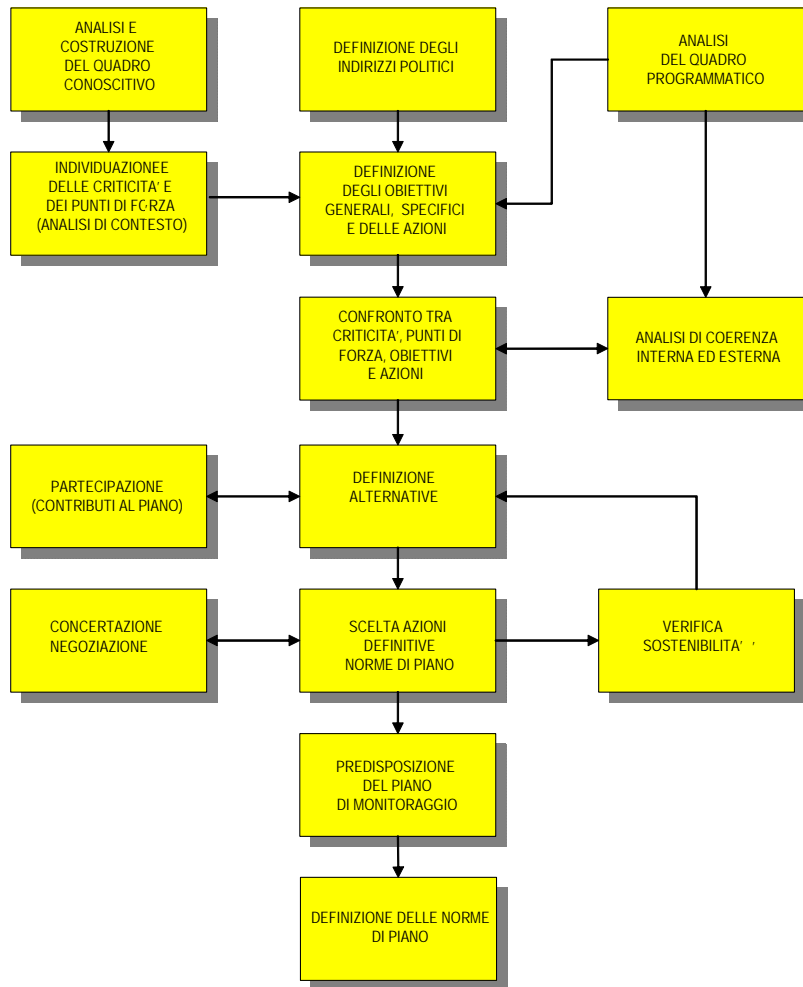 ANALISI E
COSTRUZIONE
DEL QUADRO
CONOSCITIVO
DEFINIZIONE DEGLI
INDIRIZZI POLITICI
ANALISI
DEL QUADRO
PROGRAMMATICO
INDIVIDUAZIONEE
DELLE CRITICITA' E
DEI PUNTI DI FORZA
(ANALISI DI CONTESTO)
DEFINIZIONE
DEGLI OBIETTIVI
GENERALI, SPECIFICI
E DELLE AZIONI
CONFRONTO TRA
CRITICITA', PUNTI DI
FORZA, OBIETTIVI
E AZIONI
ANALISI DI COERENZA
INTERNA ED ESTERNA
PARTECIPAZIONE
(CONTRIBUTI AL PIANO)
DEFINIZIONE
ALTERNATIVE
CONCERTAZIONE
NEGOZIAZIONE
SCELTA AZIONI
DEFINITIVE
NORME DI PIANO
VERIFICA
SOSTENIBILITA' '
PREDISPOSIZIONE
DEL PIANO
DI MONITORAGGIO
DEFINIZIONE DELLE NORME
DI PIANO